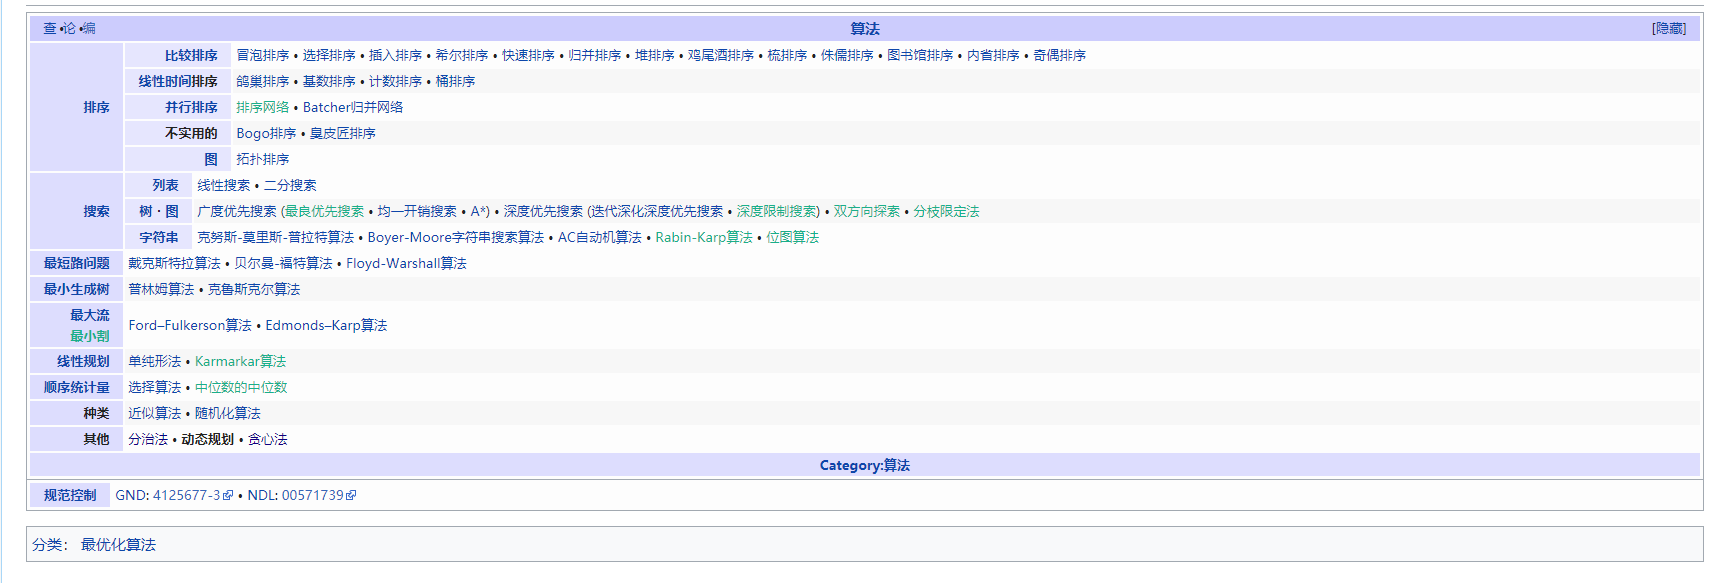 查 •论 •编 算法 [隐藏]
排序
比较排序 冒泡排序 • 选择排序 • 插入排序 • 希尔排序 • 快速排序 • 归并排序 • 堆排序 • 鸡尾酒排序 • 梳排序 • 侏儒排序 • 图书馆排序 • 内省排序 • 奇偶排序
线性时间排序 鸽巢排序 • 基数排序 • 计数排序 • 桶排序
并行排序 排序网络 • Batcher归并网络
不实用的 Bogo排序 • 臭皮匠排序
图 拓扑排序
搜索
列表 线性搜索 • 二分搜索
树 · 图 广度优先搜索 (最良优先搜索 • 均一开销搜索 • A*) • 深度优先搜索 (迭代深化深度优先搜索 • 深度限制搜索) • 双方向探索 • 分枝限定法
字符串 克努斯-莫里斯-普拉特算法 • Boyer-Moore字符串搜索算法 • AC自动机算法 • Rabin-Karp算法 • 位图算法
最短路问题 戴克斯特拉算法 • 贝尔曼-福特算法 • Floyd-Warshall算法
最小生成树 普林姆算法 • 克鲁斯克尔算法
最大流
最小割
Ford–Fulkerson算法 • Edmonds–Karp算法
线性规划 单纯形法 • Karmarkar算法
顺序统计量 选择算法 • 中位数的中位数
种类 近似算法 • 随机化算法
其他 分治法 • 动态规划 • 贪心法
Category:算法
规范控制 GND: 4125677-3 • NDL: 00571739
分类： 最优化算法